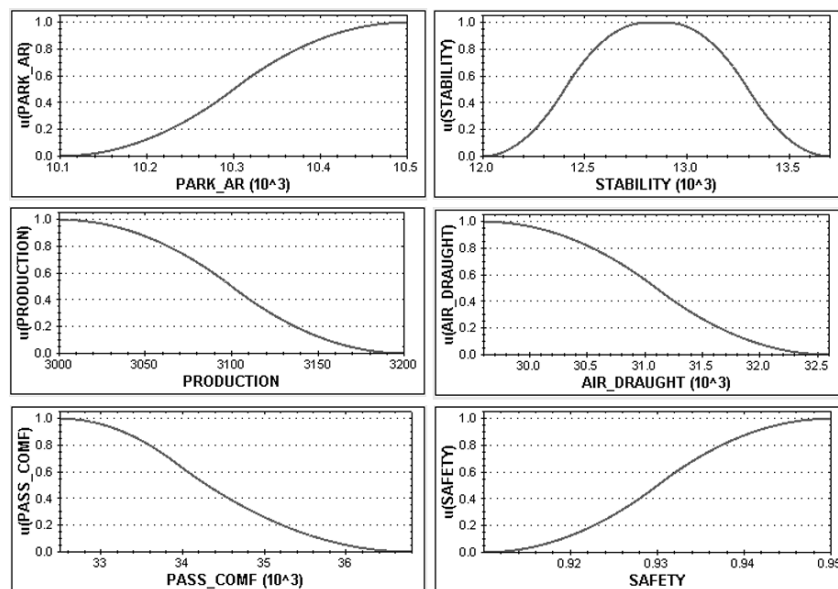 u(PARK_AR)
1.0
0.8
0.6
0.4
0.2
0.0
10.1 10.2 10.3 10.4 10.5
PARK_AR (10^3)
u(STABILITY)
1.0
0.8
0.6
0.4
0.2
0.0
12.0 12.5 13.0 13.5
STABILITY (10^3)
u(PRODUCTION)
1.0
0.8
0.6
0.4
0.2
0.0
3000 3050 3100 3150 3200
PRODUCTION
u(AIR_DRAUGHT)
1.0
0.8
0.6
0.4
0.2
0.0
30.0 30.5 31.0 31.5 32.0 32.5
AIR_DRAUGHT (10^3)
u(PASS_COMF)
1.0
0.8
0.6
0.4
0.2
0.0
33 34 35 36
PASS_COMF (10^3)
u(SAFETY)
1.0
0.8
0.6
0.4
0.2
0.0
0.92 0.93 0.94 0.95
SAFETY